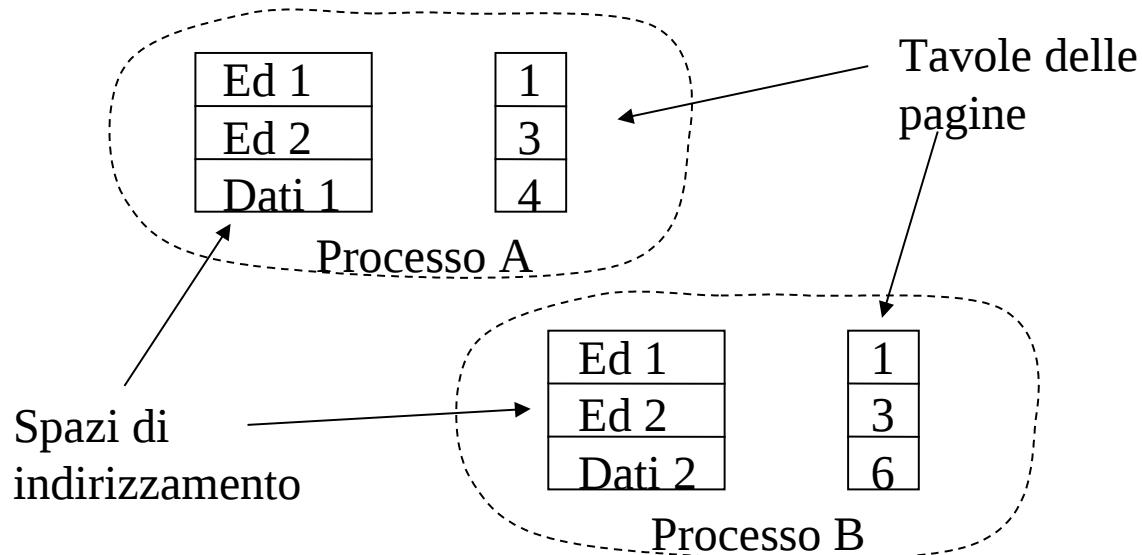 Ed 1
Ed 2
Dati 1
1
3
4
Processo A
Tavole delle
pagine
Ed 1
Ed 2
Dati 2
1
3
6
Processo B
Spazi di
indirizzamento